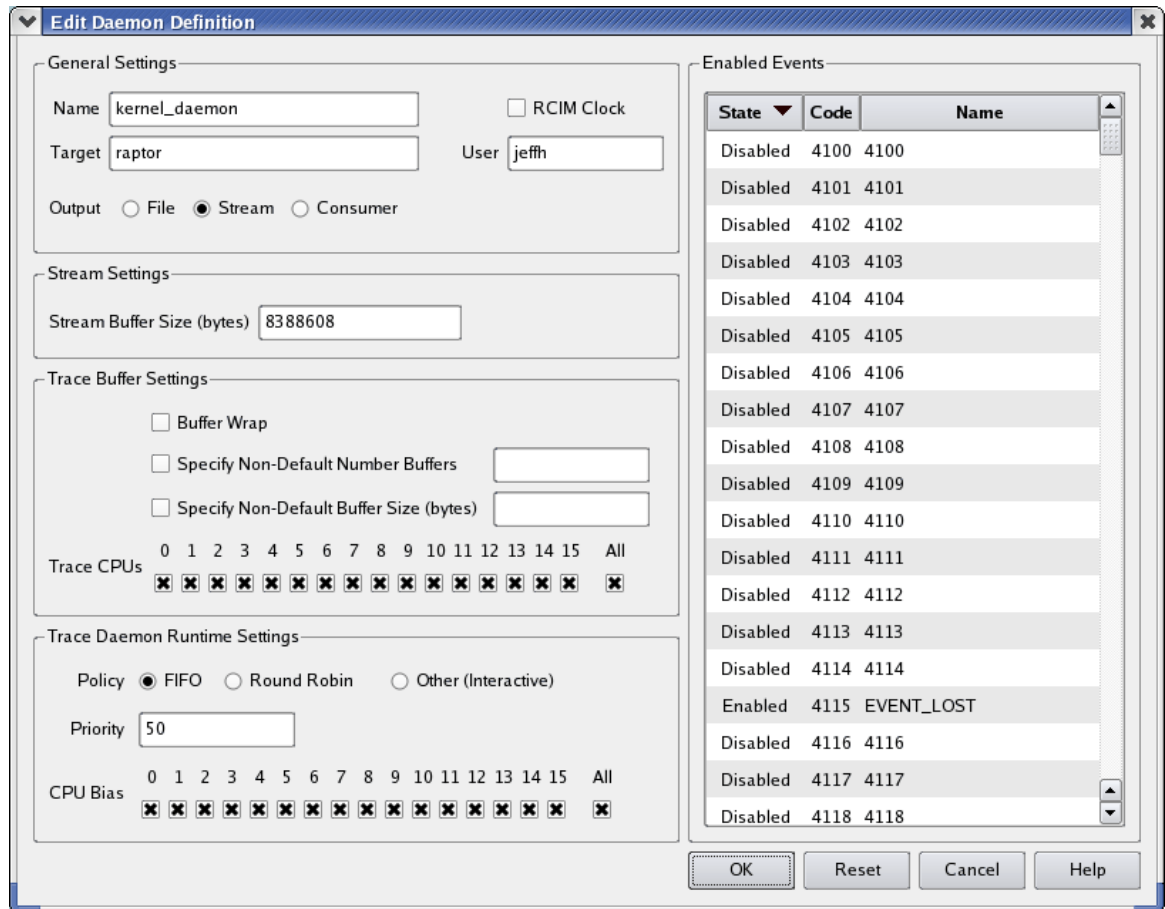 Edit Daemon Definition
General Settings
Name kernel_daemon
RCIM Clock
Target raptor
User jeffh
Output File Stream Consumer
Stream Settings
Stream Buffer Size (bytes) 8388608
Trace Buffer Settings
Buffer Wrap
Specify Non-Default Number Buffers
Specify Non-Default Buffer Size (bytes)
0 1 2 3 4 5 6 7 8 9 10 11 12 13 14 15 All
Trace CPUs
Trace Daemon Runtime Settings
Policy FIFO Round Robin Other (Interactive)
Priority 50
0 1 2 3 4 5 6 7 8 9 10 11 12 13 14 15 All
CPU Bias
Enabled Events
State Code Name
Disabled 4100 4100
Disabled 4101 4101
Disabled 4102 4102
Disabled 4103 4103
Disabled 4104 4104
Disabled 4105 4105
Disabled 4106 4106
Disabled 4107 4107
Disabled 4108 4108
Disabled 4109 4109
Disabled 4110 4110
Disabled 4111 4111
Disabled 4112 4112
Disabled 4113 4113
Disabled 4114 4114
Enabled 4115 EVENT_LOST
Disabled 4116 4116
Disabled 4117 4117
Disabled 4118 4118
OK Reset Cancel Help